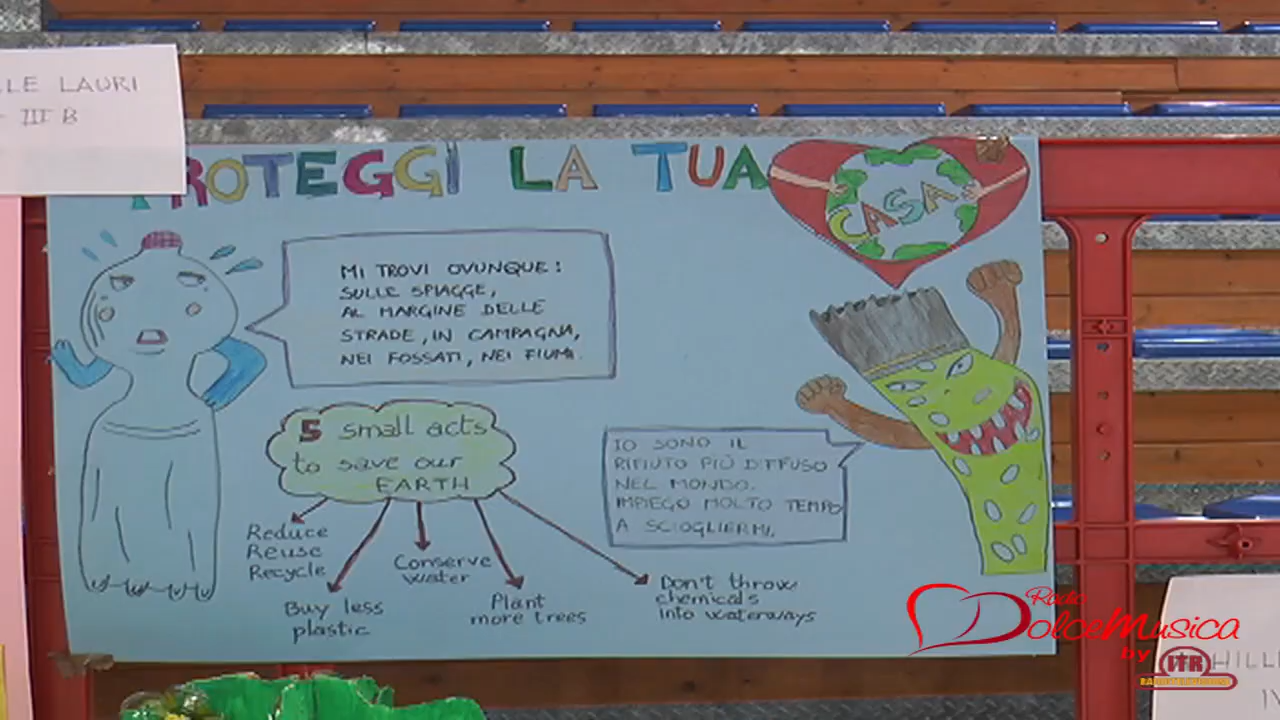 LLE LAURI
- III B
PROTEGGI LA TUA
CASA
MI TROVI OVUNQUE:
SULLE SPIAGGE,
AL MARGINE DELLE
STRADE, IN CAMPAGNA,
NEI FOSSATI, NEI FIUMI.
5 small acts
to save our
EARTH
Reduce
Reuse
Recycle
Buy less
plastic
Conserve
water
Plant
more trees
Don't throw
chemicals
into waterways
IO SONO IL
RIFIUTO PIÙ DIFFUSO
NEL MONDO.
IMPIEGO MOLTO TEMPO
A SCIOGLIERMI.
Radio
DolceMusica
by ITR
HILLE